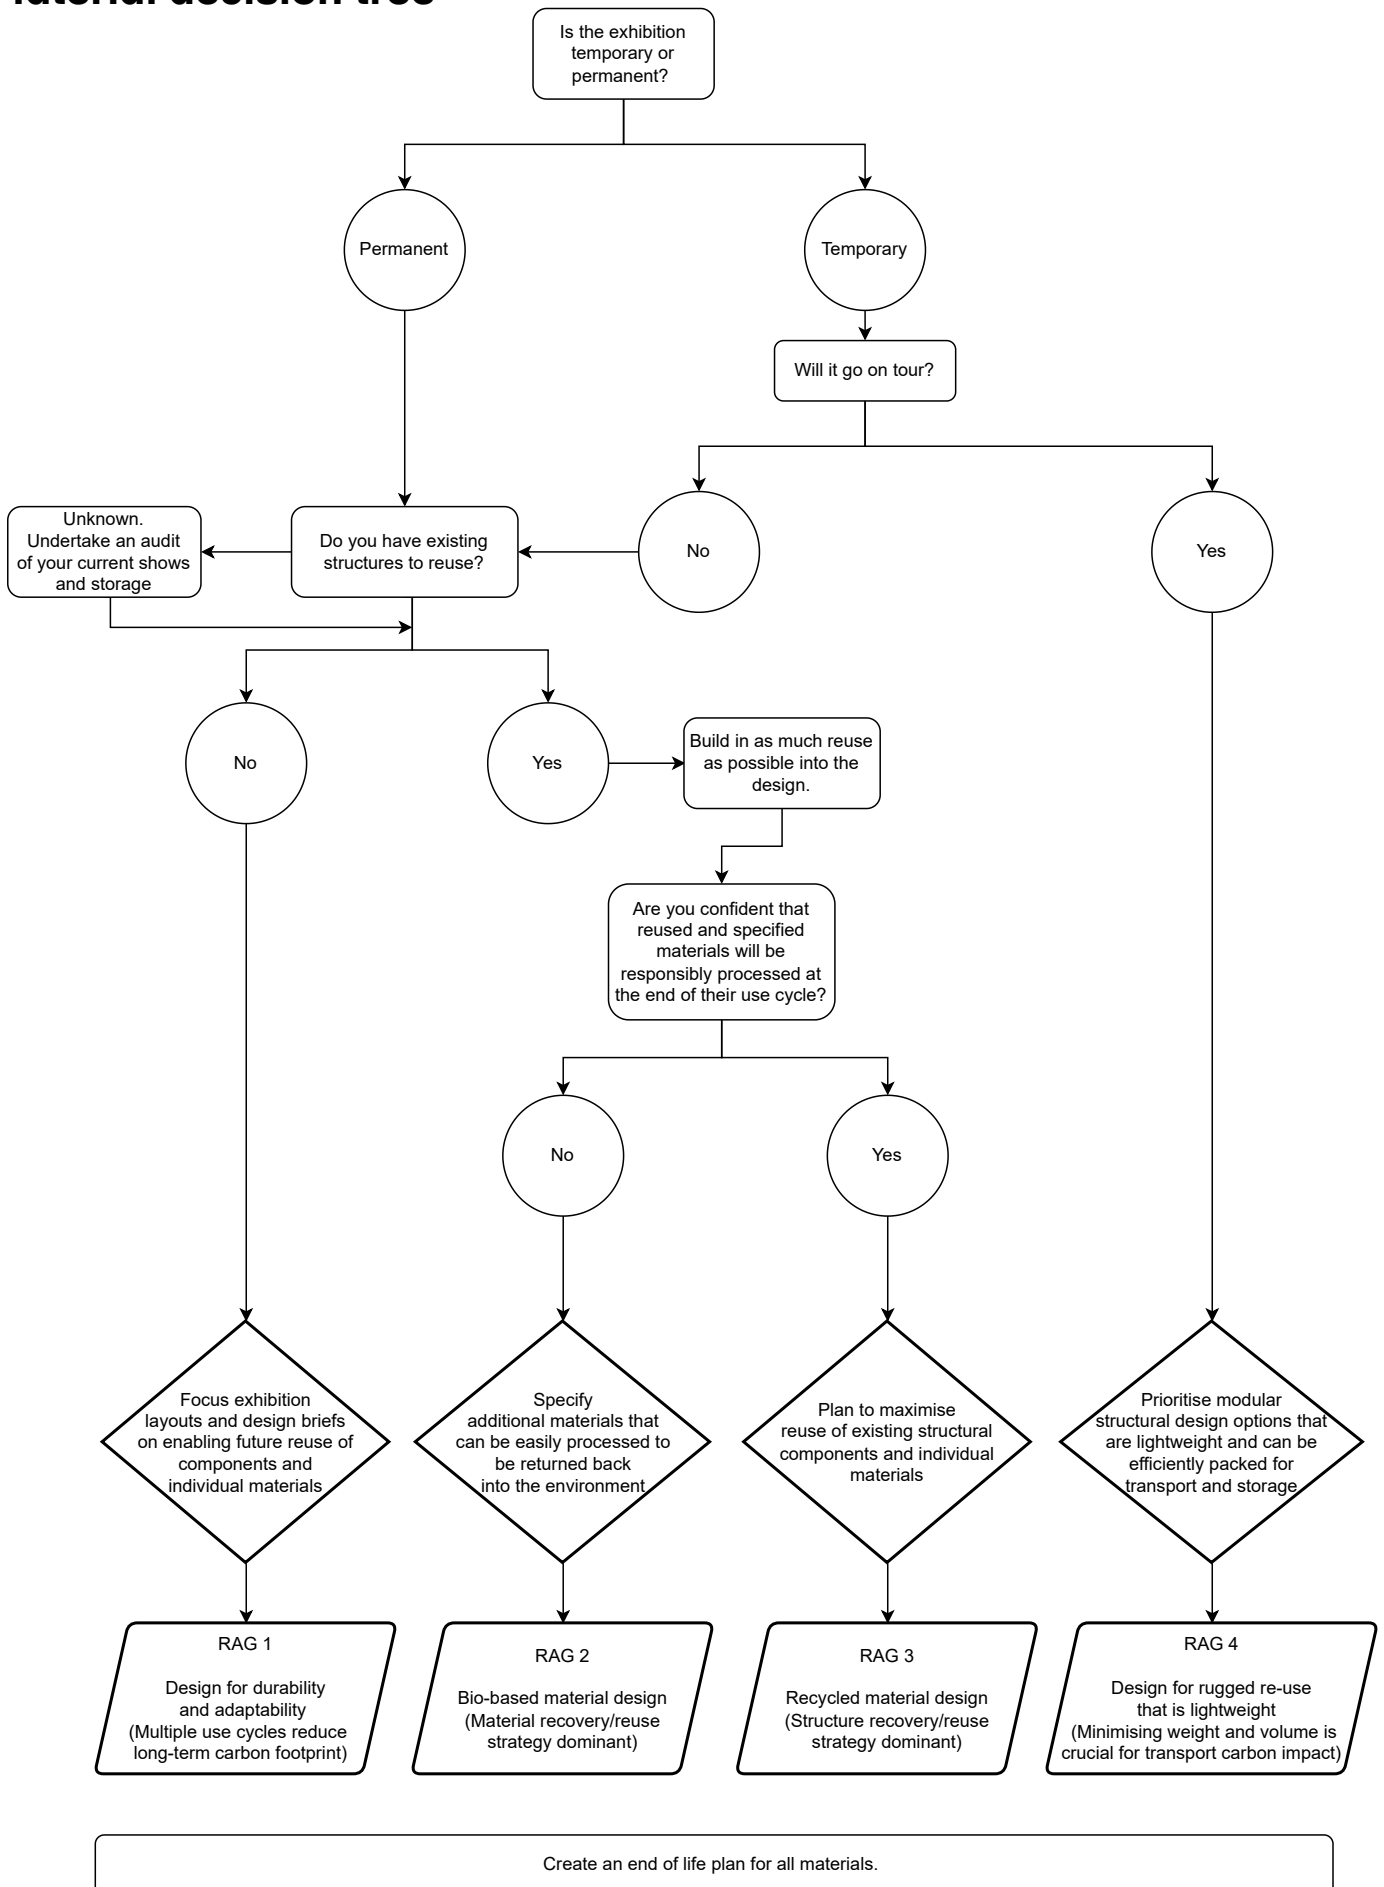 decision tree
Is the exhibition
temporary or
permanent?
Permanent
Temporary
Will it go on tour?
Unknown.
Undertake an audit
of your current shows
and storage
Do you have existing
structures to reuse?
No
Yes
No
Yes
Build in as much reuse
as possible into the
design.
Are you confident that
reused and specified
materials will be
responsibly processed at
the end of their use cycle?
No
Yes
Focus exhibition
layouts and design briefs
on enabling future reuse of
components and
individual materials
Specify
additional materials that
can be easily processed to
be returned back
into the environment
Plan to maximise
reuse of existing structural
components and individual
materials
Prioritise modular
structural design options that
are lightweight and can be
efficiently packed for
transport and storage
RAG 1
Design for durability
and adaptability
(Multiple use cycles reduce
long-term carbon footprint)
RAG 2
Bio-based material design
(Material recovery/reuse
strategy dominant)
RAG 3
Recycled material design
(Structure recovery/reuse
strategy dominant)
RAG 4
Design for rugged re-use
that is lightweight
(Minimising weight and volume is
crucial for transport carbon impact)
Create an end of life plan for all materials.